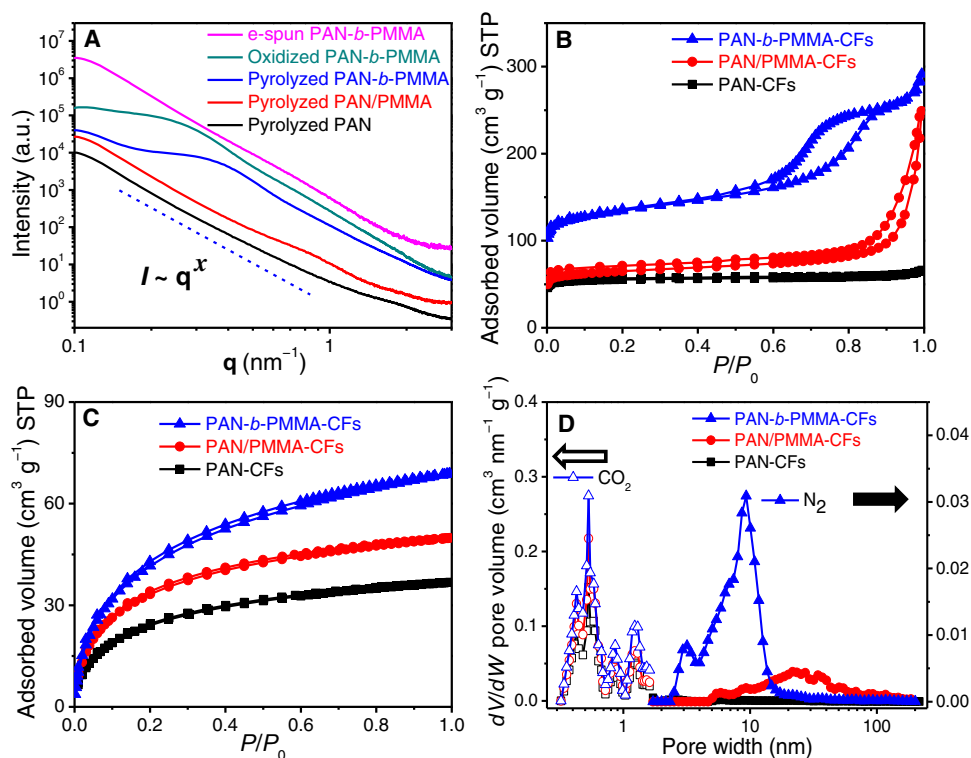 A
e-spun PAN-b-PMMA
Oxidized PAN-b-PMMA
Pyrolyzed PAN-b-PMMA
Pyrolyzed PAN/PMMA
Pyrolyzed PAN
I ~ q^x
Intensity (a.u.)
10^7
10^6
10^5
10^4
10^3
10^2
10^1
10^0
0.1
1
q (nm⁻¹)
B
PAN-b-PMMA-CFs
PAN/PMMA-CFs
PAN-CFs
Adsorbed volume (cm³ g⁻¹) STP
300
200
100
0
0.0 0.2 0.4 0.6 0.8 1.0
P/P₀
C
PAN-b-PMMA-CFs
PAN/PMMA-CFs
PAN-CFs
Adsorbed volume (cm³ g⁻¹) STP
90
60
30
0
0.0 0.2 0.4 0.6 0.8 1.0
P/P₀
D
PAN-b-PMMA-CFs
PAN/PMMA-CFs
PAN-CFs
CO₂
N₂
dV/dW pore volume (cm³ nm⁻¹ g⁻¹)
0.4
0.3
0.2
0.1
0.0
0.04
0.03
0.02
0.01
0.00
1 10 100
Pore width (nm)